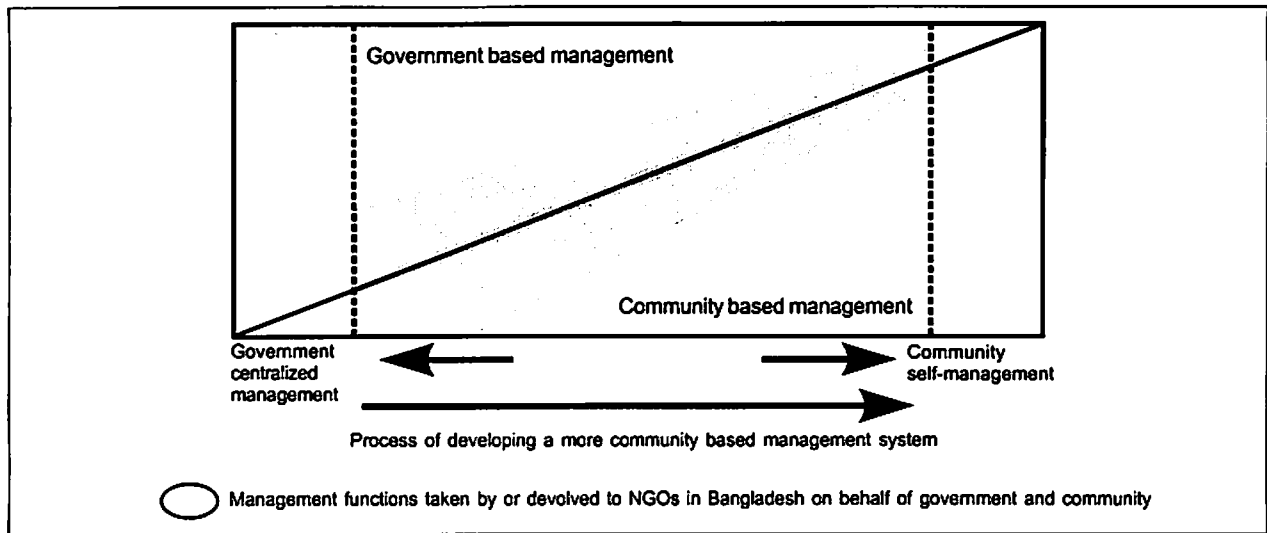 Government based management
Community based management
Government
centralized
management
Community
self-management
Process of developing a more community based management system
Management functions taken by or devolved to NGOs in Bangladesh on behalf of government and community